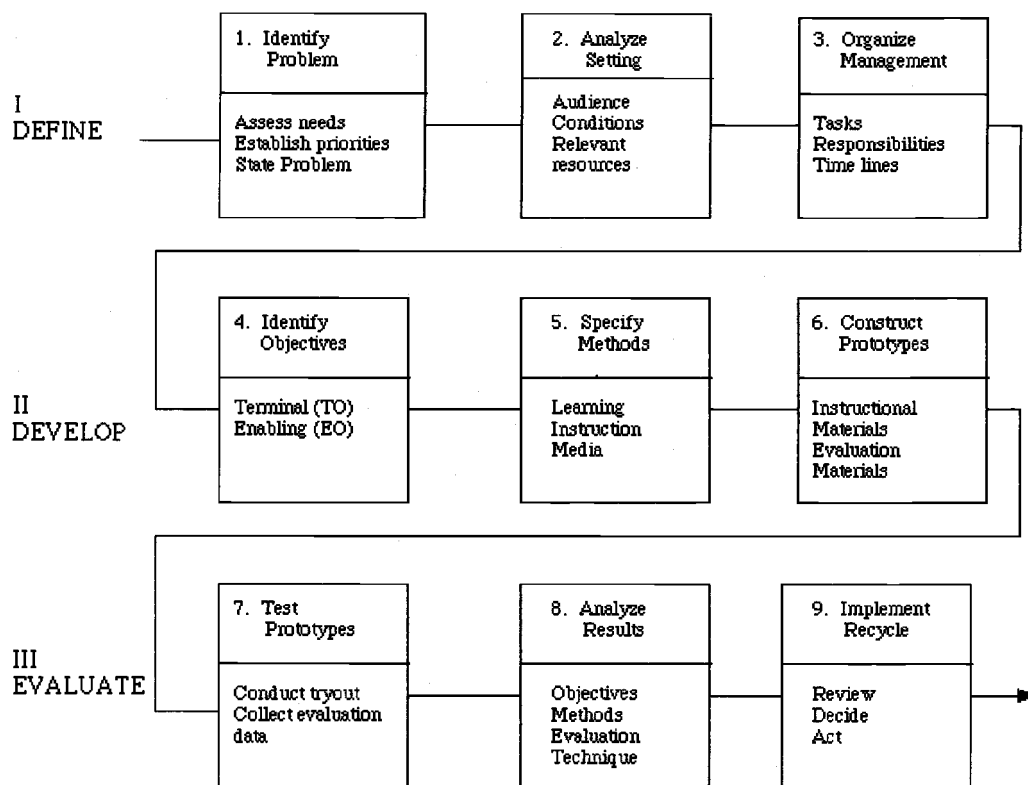 I
DEFINE
1. Identify
Problem
Assess needs
Establish priorities
State Problem
2. Analyze
Setting
Audience
Conditions
Relevant
resources
3. Organize
Management
Tasks
Responsibilities
Time lines
II
DEVELOP
4. Identify
Objectives
Terminal (TO)
Enabling (EO)
5. Specify
Methods
Learning
Instruction
Media
6. Construct
Prototypes
Instructional
Materials
Evaluation
Materials
III
EVALUATE
7. Test
Prototypes
Conduct tryout
Collect evaluation
data
8. Analyze
Results
Objectives
Methods
Evaluation
Technique
9. Implement
Recycle
Review
Decide
Act